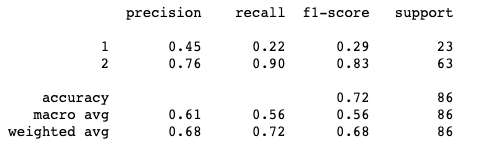 precision recall f1-score support
1 0.45 0.22 0.29 23
2 0.76 0.90 0.83 63
accuracy 0.72 86
macro avg 0.61 0.56 0.56 86
weighted avg 0.68 0.72 0.68 86